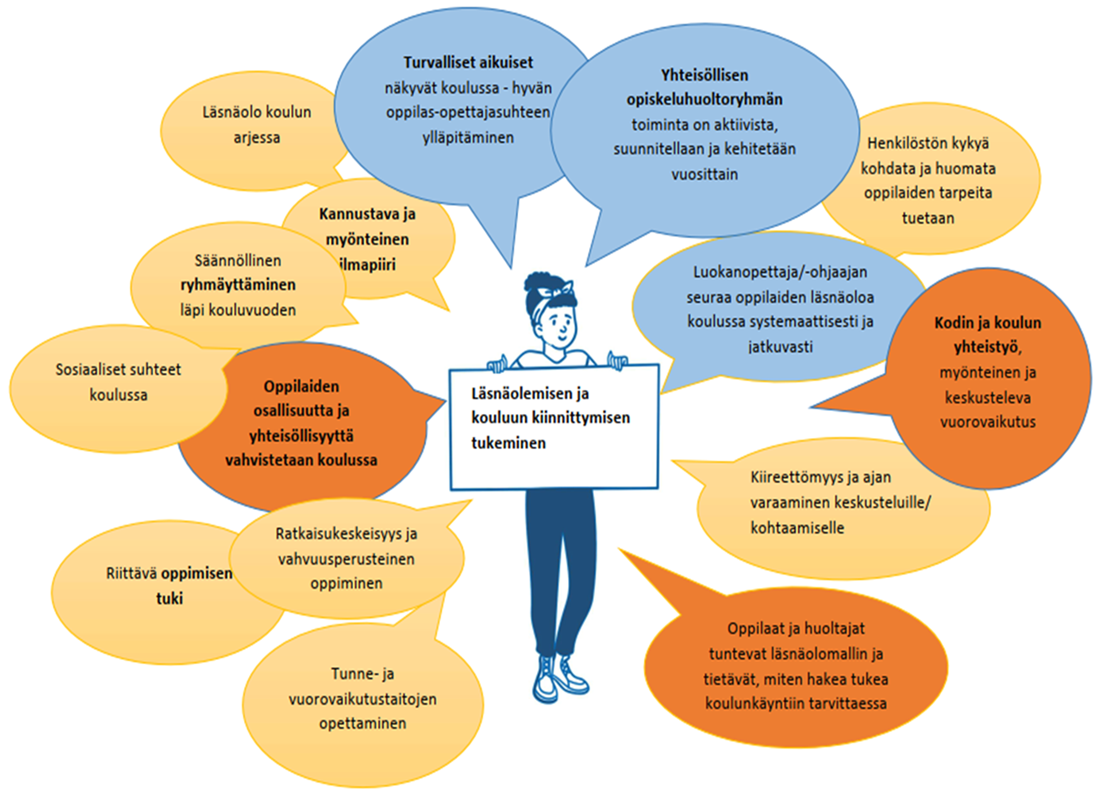 Turvalliset aikuiset
näkyvät koulussa - hyvän
oppilas-opettajasuhteen
ylläpitäminen
Yhteisöllisen
opiskeluhuoltoryhmän
toiminta on aktiivista,
suunnitellaan ja kehitetään
vuosittain
Läsnäolo koulun
arjessa
Henkilöstön kykyä
kohdata ja huomata
oppilaiden tarpeita
tuetaan
Kannustava ja
myönteinen
ilmapiiri
Säännöllinen
ryhmäyttäminen
läpi kouluvuoden
Luokanopettaja/-ohjaajan
seuraa oppilaiden läsnäoloa
koulussa systemaattisesti ja
jatkuvasti
Kodin ja koulun
yhteistyö,
myönteinen ja
keskusteleva
vuorovaikutus
Sosiaaliset suhteet
koulussa
Oppilaiden
osallisuutta ja
yhteisöllisyyttä
vahvistetaan koulussa
Läsnäolemisen ja
kouluun kiinnittymisen
tukeminen
Kiireettömyys ja ajan
varaaminen keskusteluille/
kohtaamiselle
Ratkaisukeskeisyys ja
vahvuusperusteinen
oppiminen
Riittävä oppimisen
tuki
Oppilaat ja huoltajat
tuntevat läsnäolomallin ja
tietävät, miten hakea tukea
koulunkäyntiin tarvittaessa
Tunne- ja
vuorovaikutustaitojen
opettaminen